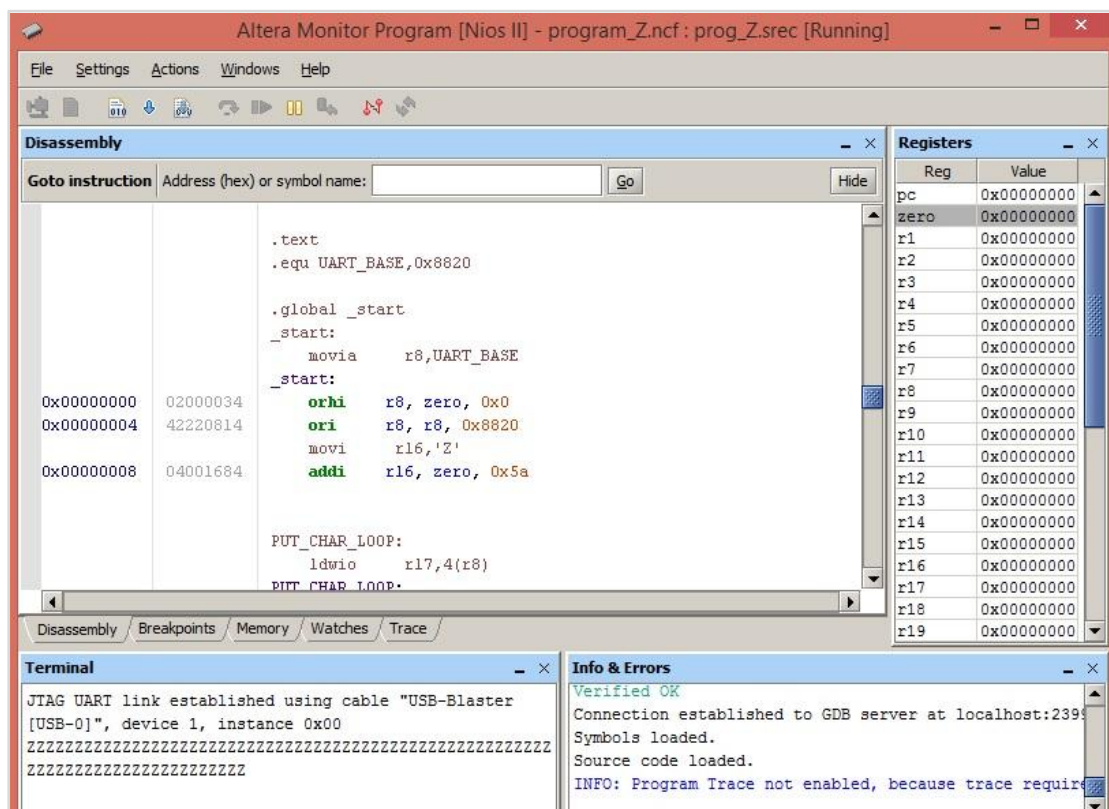 Altera Monitor Program [Nios II] - program_Z.ncf : prog_Z.srec [Running]
File Settings Actions Windows Help
Disassembly
Goto instruction Address (hex) or symbol name: Go Hide
.text
.equ UART_BASE,0x8820
.global _start
_start:
movia r8,UART_BASE
_start:
0x00000000 02000034 orhi r8, zero, 0x0
0x00000004 42220814 ori r8, r8, 0x8820
movi r16,'Z'
0x00000008 04001684 addi r16, zero, 0x5a
PUT_CHAR_LOOP:
ldwio r17,4(r8)
PUT_CHAR_LOOP:
Disassembly Breakpoints Memory Watches Trace
Registers
Reg Value
pc 0x00000000
zero 0x00000000
r1 0x00000000
r2 0x00000000
r3 0x00000000
r4 0x00000000
r5 0x00000000
r6 0x00000000
r7 0x00000000
r8 0x00000000
r9 0x00000000
r10 0x00000000
r11 0x00000000
r12 0x00000000
r13 0x00000000
r14 0x00000000
r15 0x00000000
r16 0x00000000
r17 0x00000000
r18 0x00000000
r19 0x00000000
Terminal
JTAG UART link established using cable "USB-Blaster
[USB-0]", device 1, instance 0x00
ZZZZZZZZZZZZZZZZZZZZZZZZZZZZZZZZZZZZZZZZZZZZZZZZZZZZZ
ZZZZZZZZZZZZZZZZZZZZZZ
Info & Errors
Verified OK
Connection established to GDB server at localhost:2399
Symbols loaded.
Source code loaded.
INFO: Program Trace not enabled, because trace require